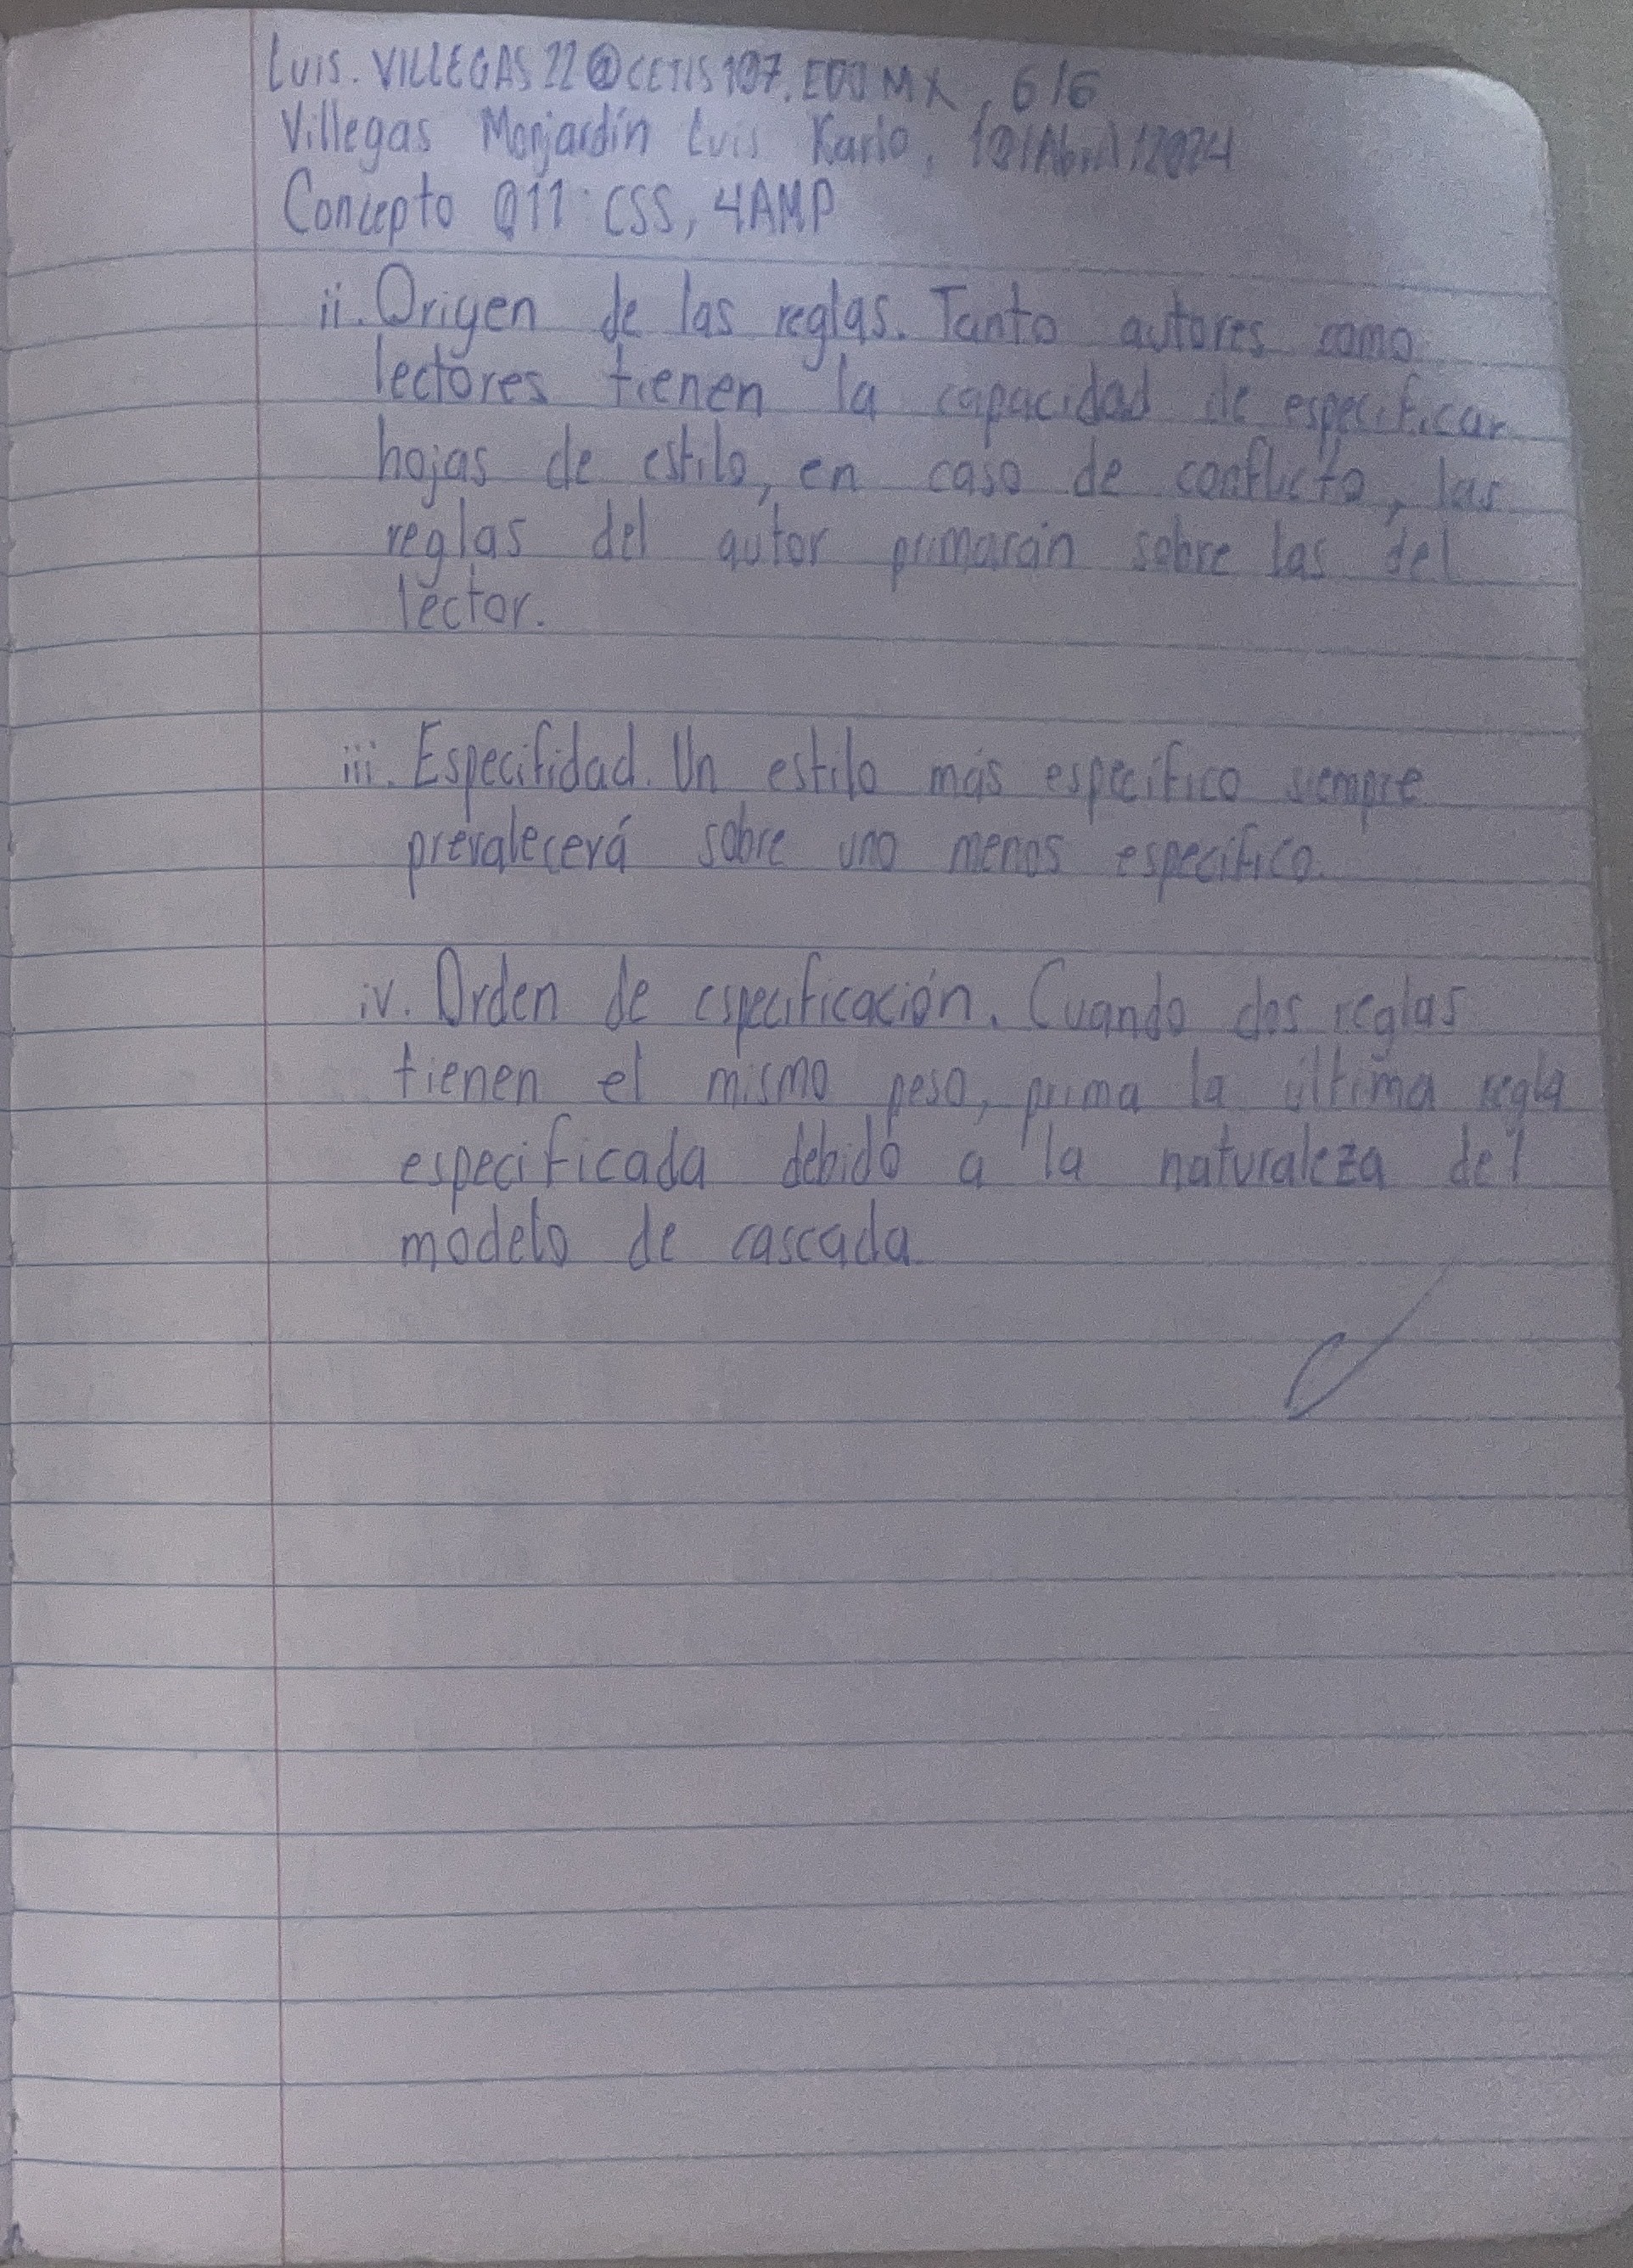 Luis.VILLEGAS22@CETIS107.EDU MX, 6/6
Villegas Monjardín Luis Karlo, /Abril/2024
Concepto 011: CSS, 4AMP
ii. Origen de las reglas. Tanto autores como
lectores tienen la capacidad de especificar
hojas de estilo, en caso de conflicto, las
reglas del autor primarán sobre las del
lector.
iii. Especifidad. Un estilo más específico siempre
prevalecerá sobre uno menos específico.
iv. Orden de especificación. Cuando dos reglas
tienen el mismo peso, prima la última regla
especificada debido a la naturaleza del
modelo de cascada.